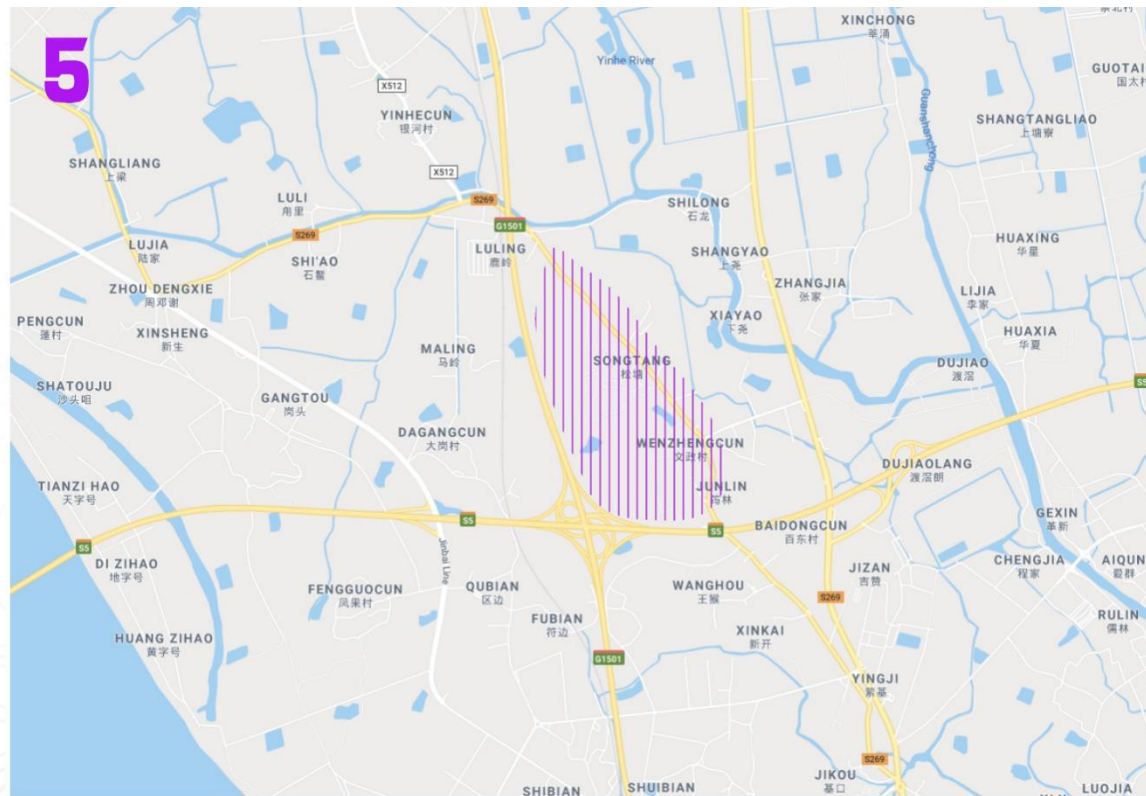 5
XINCHONG
莘涌
Yinhe River
X512
YINHECUN
银河村
Guanshanchong
GUOTAI
国太村
SHANGTANGLIAO
上塘寮
SHANGLIANG
上梁
X512
LULI
甪里
S269
S269
SHILONG
石龙
G1501
LUJIA
陆家
SHI'AO
石鳌
LULING
鹿岭
SHANGYAO
上尧
HUAXING
华星
ZHOU DENGXIE
周邓谢
ZHANGJIA
张家
LIJIA
李家
PENGCUN
蓬村
XINSHENG
新生
XIAYAO
下尧
HUAXIA
华夏
MALING
马岭
SONGTANG
松塘
DUJIAO
渡滘
SHATOUJU
沙头咀
S5
GANGTOU
岗头
DAGANGCUN
大岗村
WENZHENGCUN
文政村
DUJIAOLANG
渡滘朗
TIANZI HAO
天字号
JUNLIN
S5
S5
BAIDONGCUN
百东村
GEXIN
革新
S5
DI ZIHAO
地字号
Jinbai Line
JIZAN
吉赞
CHENGJIA
程家
AIQUN
爱群
FENGGUOCUN
凤果村
QUBIAN
区边
WANGHOU
王猴
S269
RULIN
儒林
FUBIAN
符边
XINKAI
新开
HUANG ZIHAO
黄字号
G1501
YINGJI
萦基
S269
JIKOU
基口
SHIBIAN
SHUIBIAN
LUOJIA